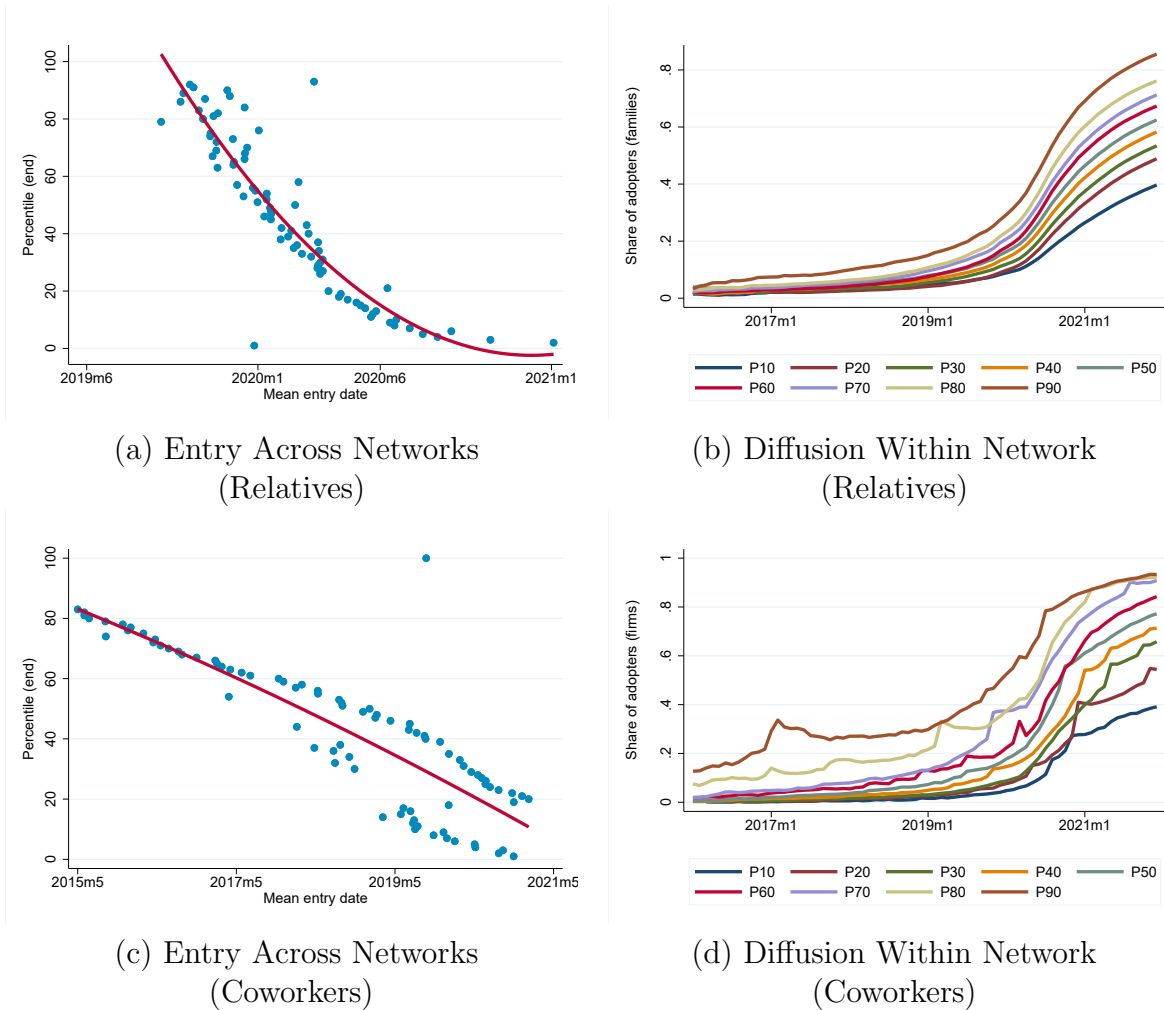 Percentile (end)
100
80
60
40
20
0
2019m6
2020m1
2020m6
2021m1
Mean entry date
(a) Entry Across Networks
(Relatives)
Share of adopters (families)
.8
.6
.4
.2
0
2017m1
2019m1
2021m1
P10 P20 P30 P40 P50
P60 P70 P80 P90
(b) Diffusion Within Network
(Relatives)
Percentile (end)
100
80
60
40
20
0
2015m5
2017m5
2019m5
2021m5
Mean entry date
(c) Entry Across Networks
(Coworkers)
Share of adopters (firms)
1
.8
.6
.4
.2
0
2017m1
2019m1
2021m1
P10 P20 P30 P40 P50
P60 P70 P80 P90
(d) Diffusion Within Network
(Coworkers)